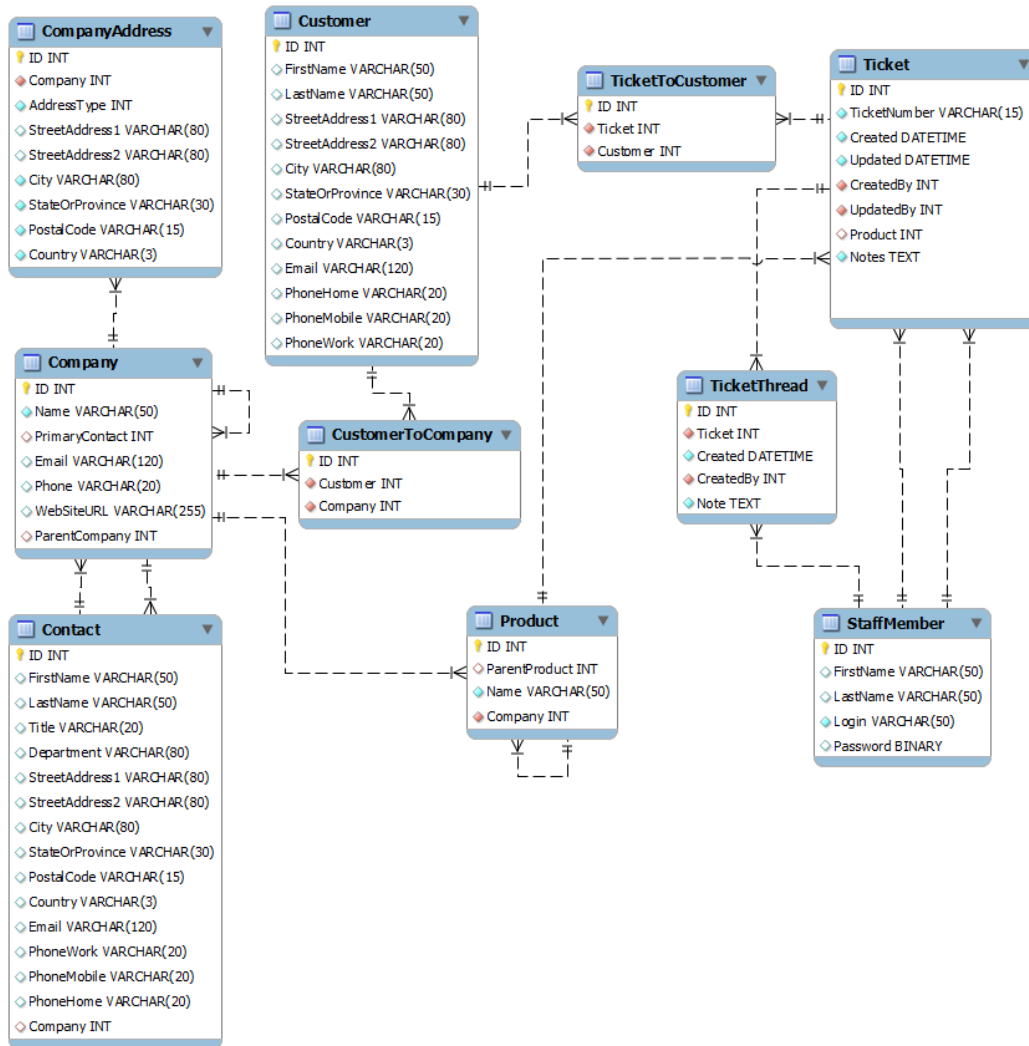 CompanyAddress
ID INT
Company INT
AddressType INT
StreetAddress1 VARCHAR(80)
StreetAddress2 VARCHAR(80)
City VARCHAR(80)
StateOrProvince VARCHAR(30)
PostalCode VARCHAR(15)
Country VARCHAR(3)
Customer
ID INT
FirstName VARCHAR(50)
LastName VARCHAR(50)
StreetAddress1 VARCHAR(80)
StreetAddress2 VARCHAR(80)
City VARCHAR(80)
StateOrProvince VARCHAR(30)
PostalCode VARCHAR(15)
Country VARCHAR(3)
Email VARCHAR(120)
PhoneHome VARCHAR(20)
PhoneMobile VARCHAR(20)
PhoneWork VARCHAR(20)
TicketToCustomer
ID INT
Ticket INT
Customer INT
Ticket
ID INT
TicketNumber VARCHAR(15)
Created DATETIME
Updated DATETIME
CreatedBy INT
UpdatedBy INT
Product INT
Notes TEXT
Company
ID INT
Name VARCHAR(50)
PrimaryContact INT
Email VARCHAR(120)
Phone VARCHAR(20)
WebSiteURL VARCHAR(255)
ParentCompany INT
CustomerToCompany
ID INT
Customer INT
Company INT
TicketThread
ID INT
Ticket INT
Created DATETIME
CreatedBy INT
Note TEXT
Contact
ID INT
FirstName VARCHAR(50)
LastName VARCHAR(50)
Title VARCHAR(20)
Department VARCHAR(80)
StreetAddress1 VARCHAR(80)
StreetAddress2 VARCHAR(80)
City VARCHAR(80)
StateOrProvince VARCHAR(30)
PostalCode VARCHAR(15)
Country VARCHAR(3)
Email VARCHAR(120)
PhoneWork VARCHAR(20)
PhoneMobile VARCHAR(20)
PhoneHome VARCHAR(20)
Company INT
Product
ID INT
ParentProduct INT
Name VARCHAR(50)
Company INT
StaffMember
ID INT
FirstName VARCHAR(50)
LastName VARCHAR(50)
Login VARCHAR(50)
Password BINARY